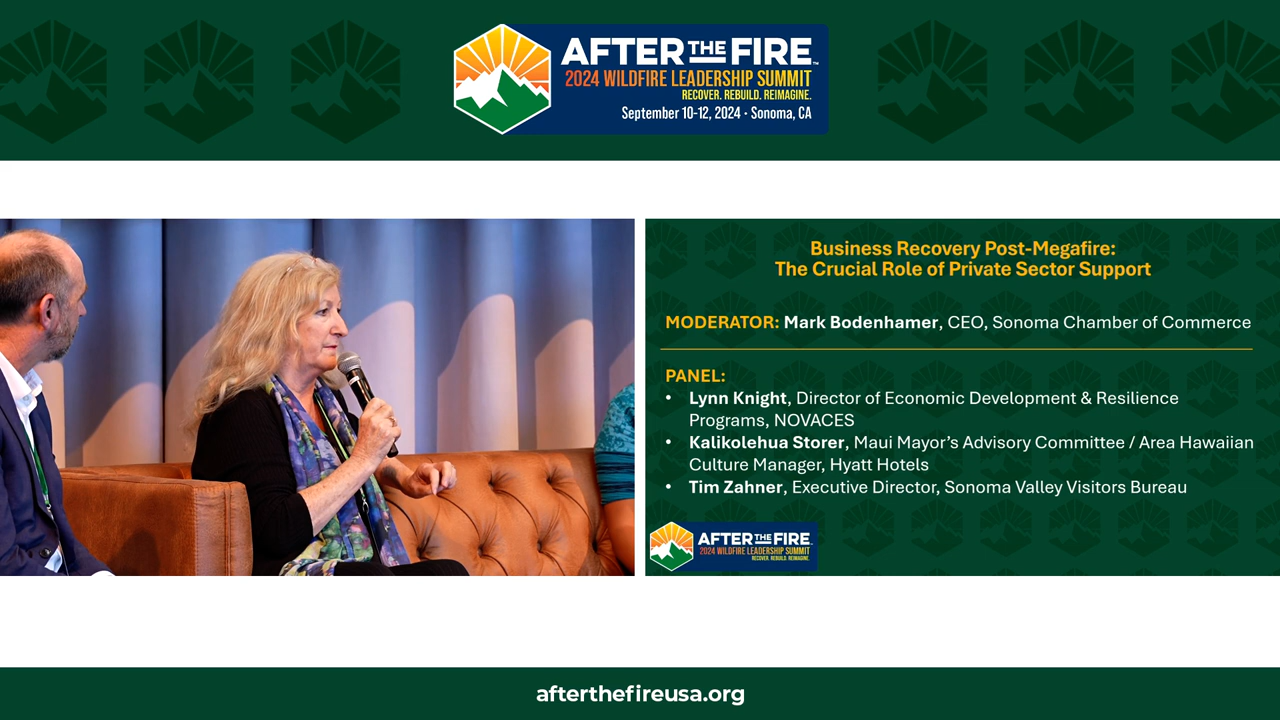 AFTER THE FIRE™
2024 WILDFIRE LEADERSHIP SUMMIT
RECOVER. REBUILD. REIMAGINE.
September 10-12, 2024 · Sonoma, CA
Business Recovery Post-Megafire:
The Crucial Role of Private Sector Support
MODERATOR: Mark Bodenhamer, CEO, Sonoma Chamber of Commerce
PANEL:
• Lynn Knight, Director of Economic Development & Resilience
Programs, NOVACES
• Kalikolehua Storer, Maui Mayor’s Advisory Committee / Area Hawaiian
Culture Manager, Hyatt Hotels
• Tim Zahner, Executive Director, Sonoma Valley Visitors Bureau
AFTER THE FIRE
2024 WILDFIRE LEADERSHIP SUMMIT
RECOVER. REBUILD. REIMAGINE.
afterthefireusa.org